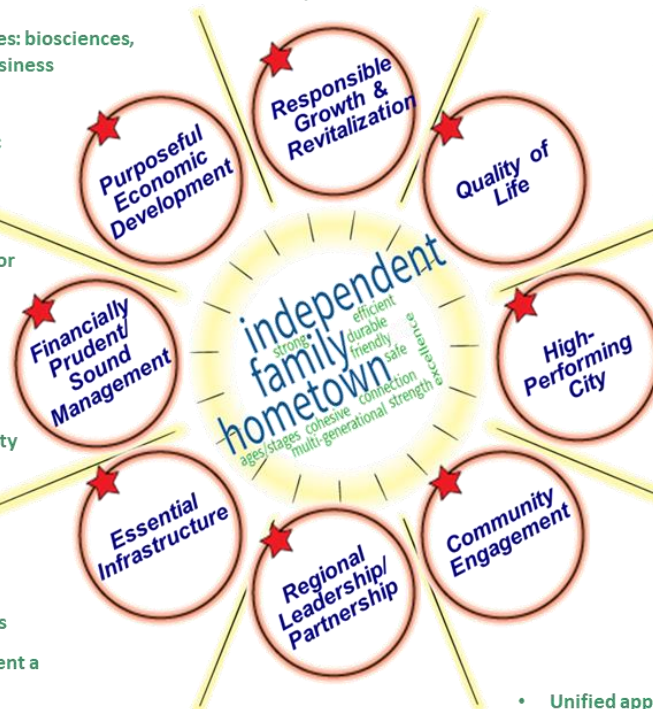 es: biosciences,
siness
or
ty
s
ent a
Responsible
Growth &
Revitalization
Purposeful
Economic
Development
Quality of
Life
Financially
Prudent/
Sound
Management
High-
Performing
City
Essential
Infrastructure
Community
Engagement
Regional
Leadership/
Partnership
independent
efficient
strong
durable
family
friendly
safe
excellence
hometown
connection
cohesive
strength
ages/stages
multi-generational
• Unified app